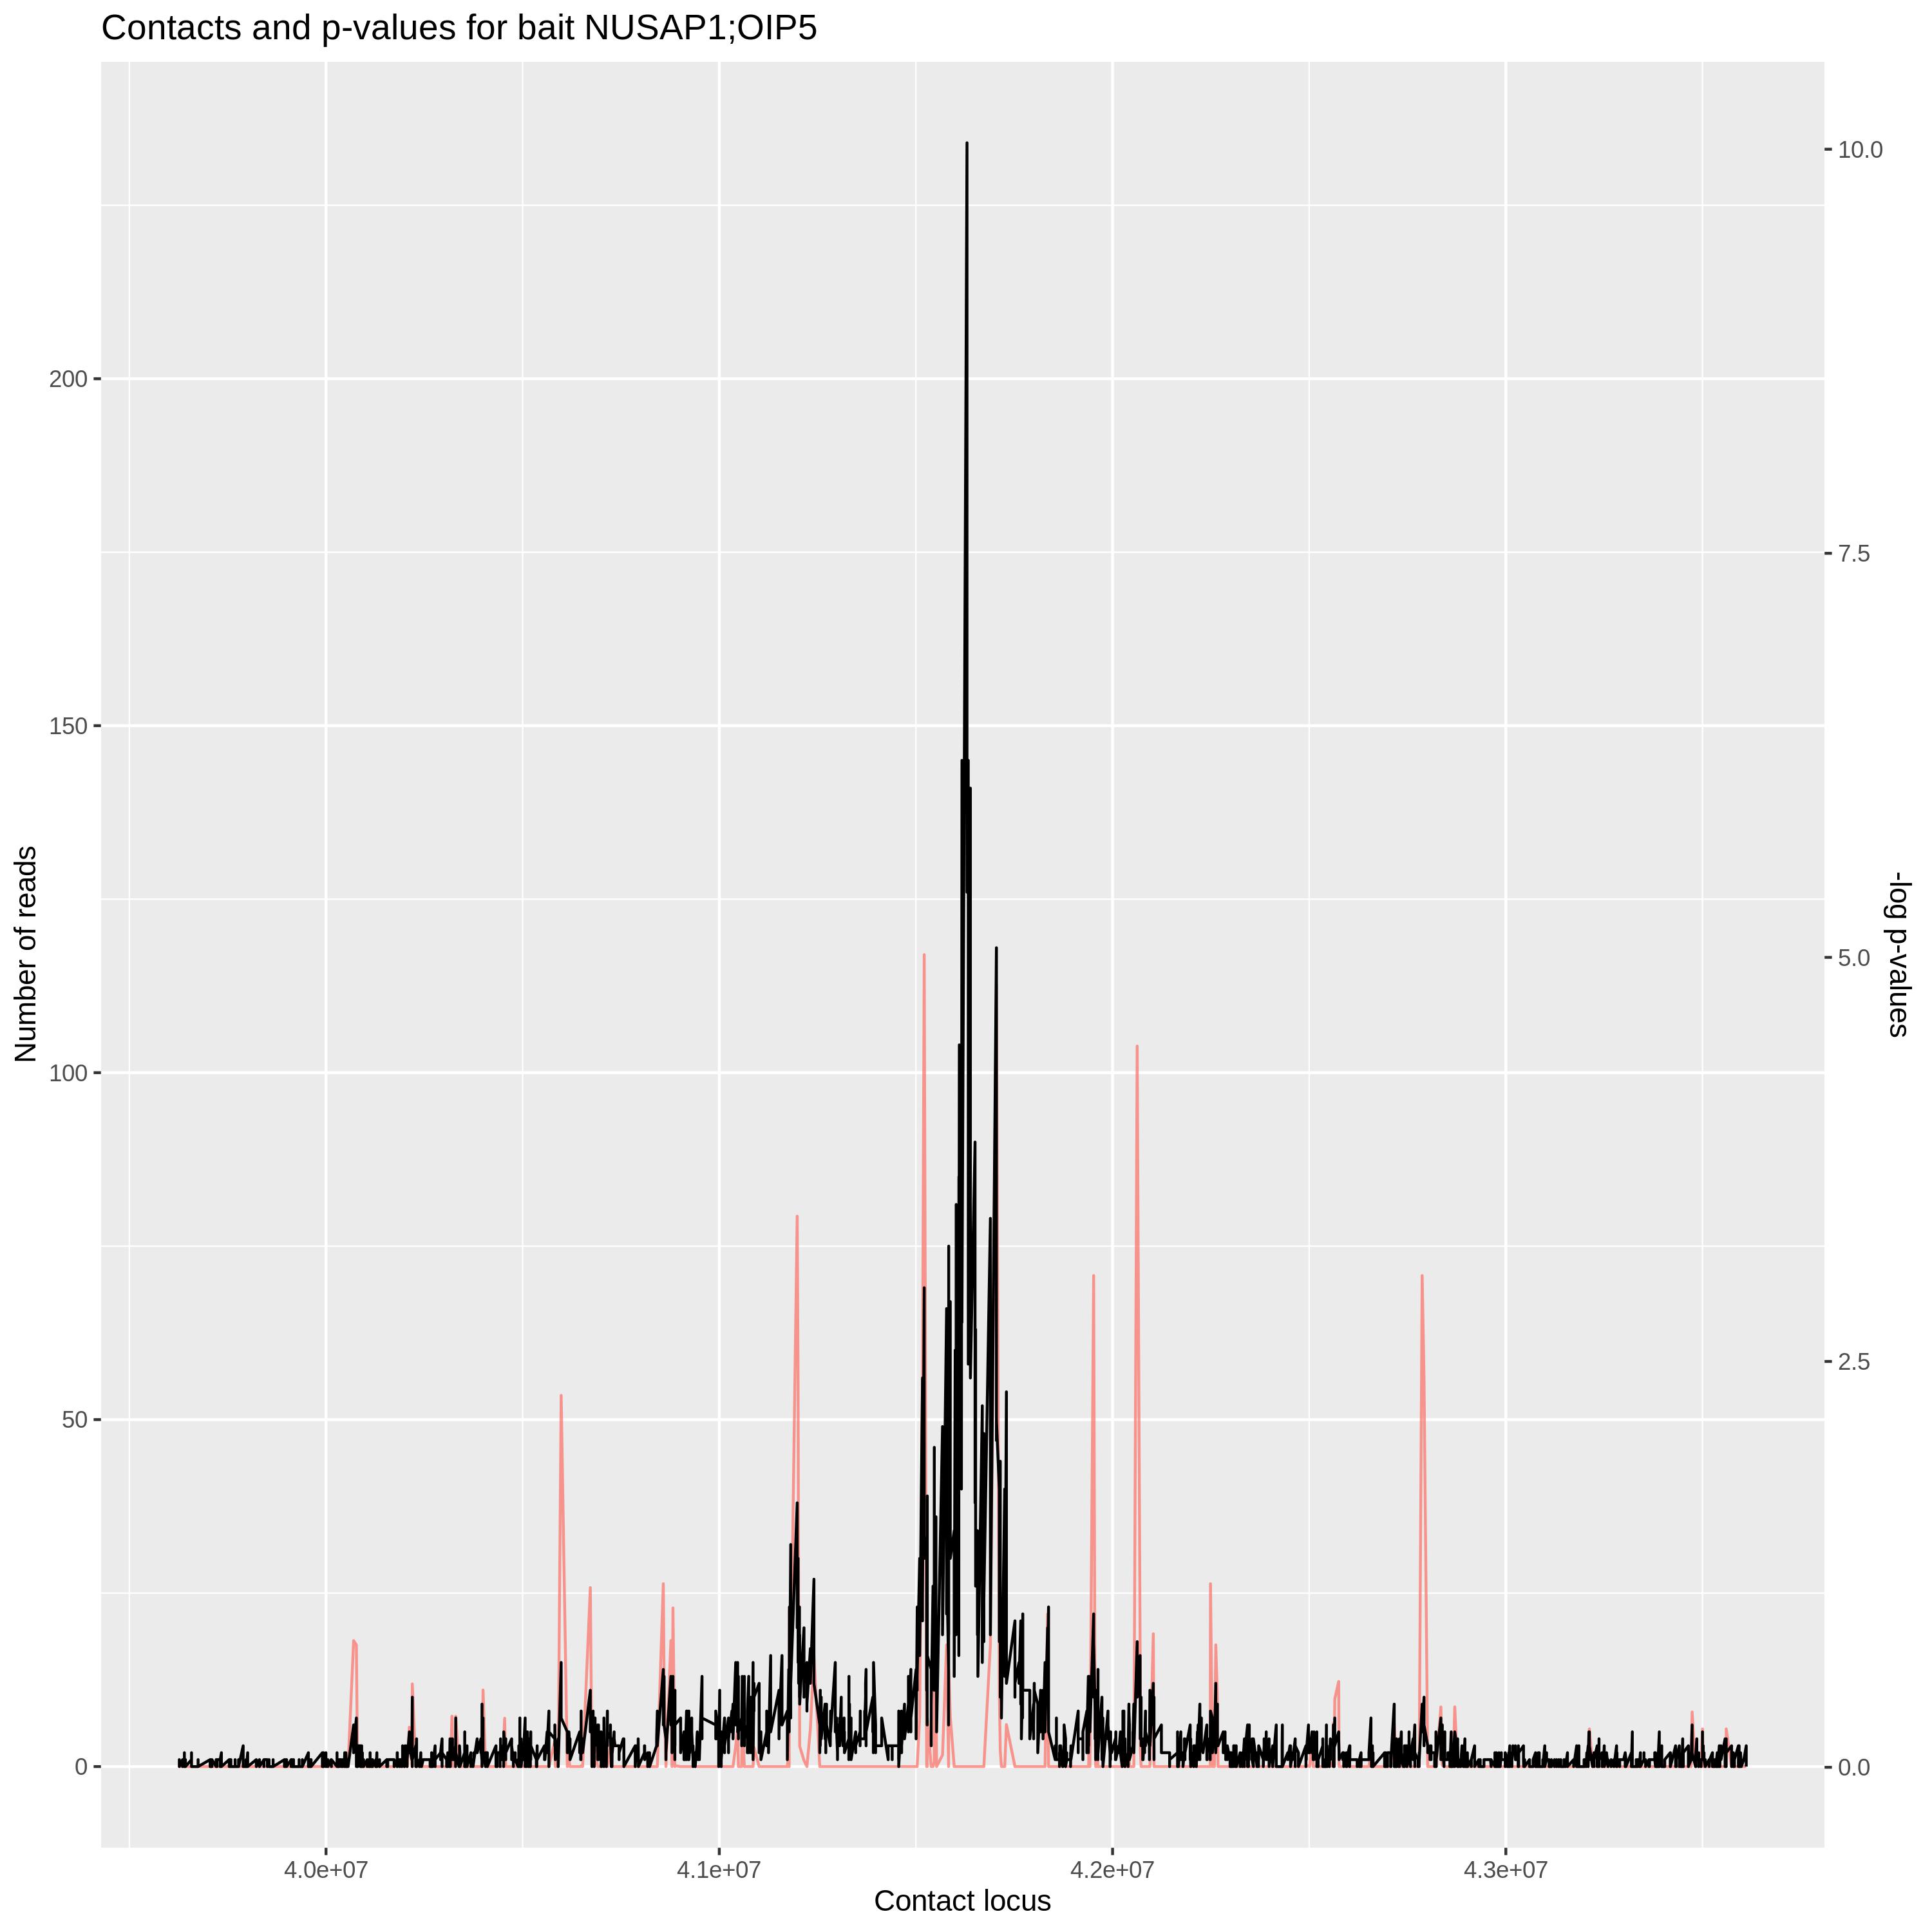 Contacts and p-values for bait NUSAP1;OIP5
Number of reads
200
150
100
50
0
10.0
7.5
5.0
2.5
0.0
-log p-values
4.0e+07
4.1e+07
4.2e+07
4.3e+07
Contact locus